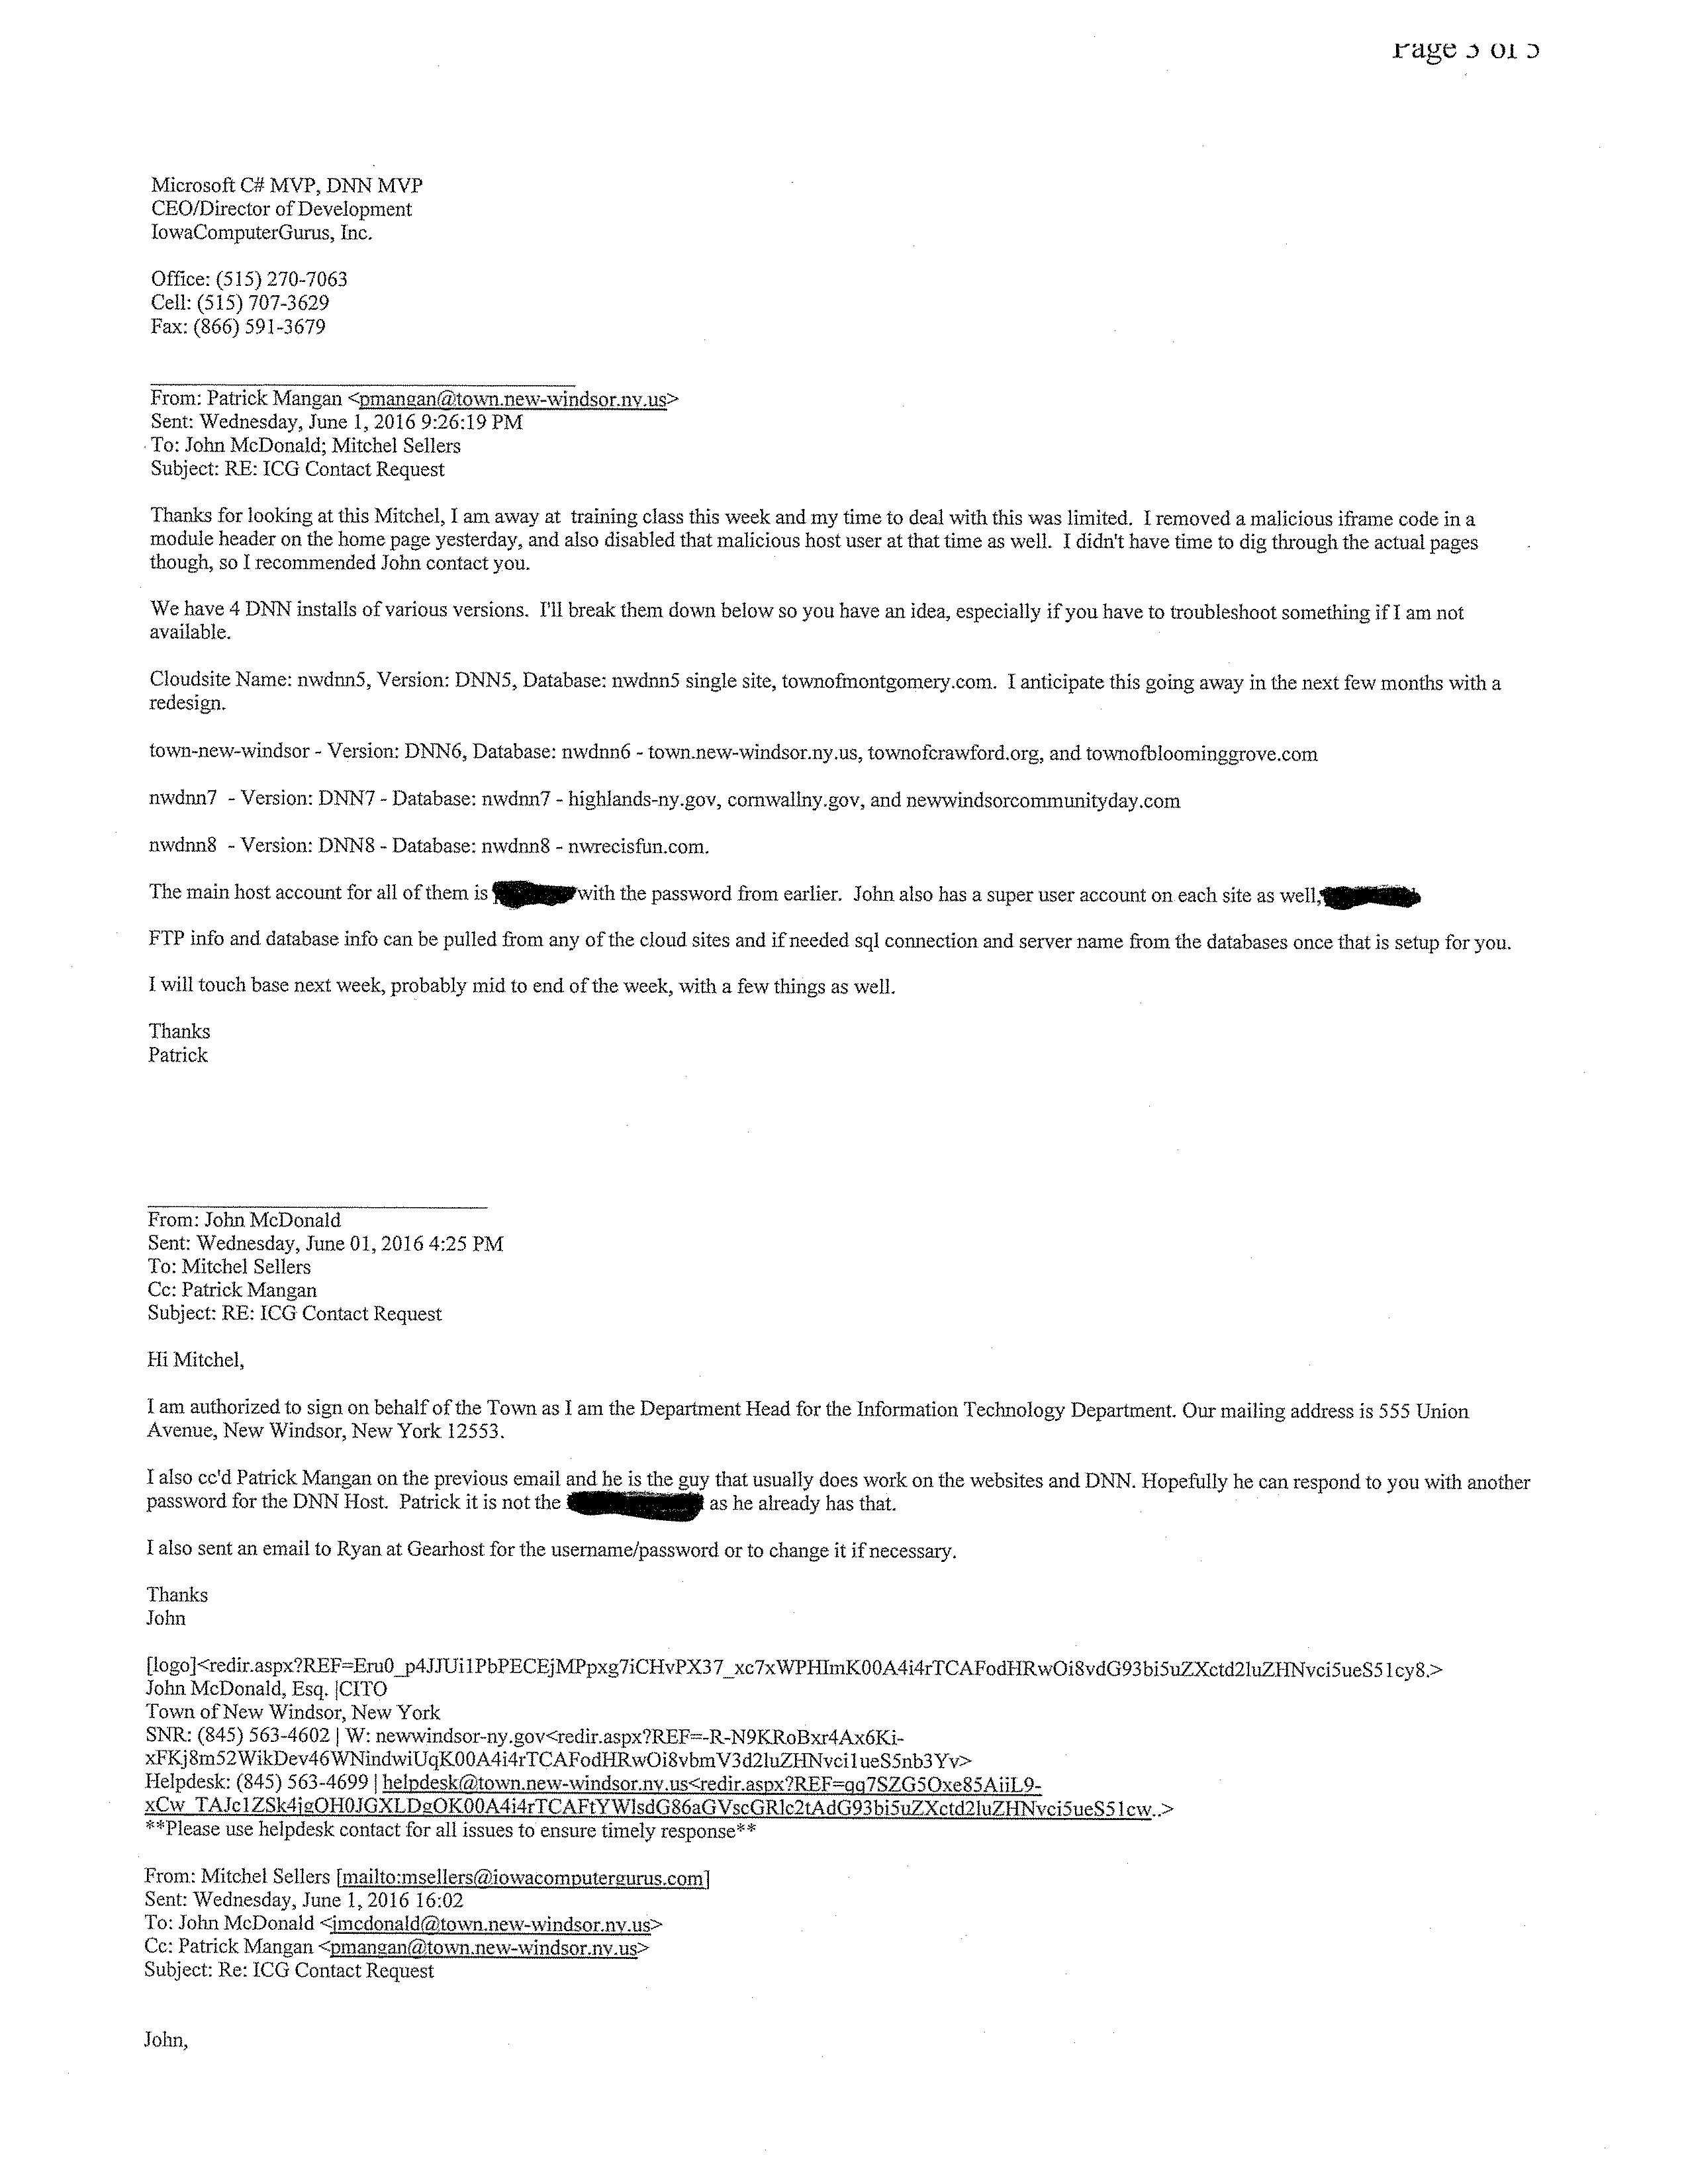 Page 3 of 5
Microsoft C# MVP, DNN MVP
CEO/Director of Development
IowaComputerGurus, Inc.
Office: (515) 270-7063
Cell: (515) 707-3629
Fax: (866) 591-3679
From: Patrick Mangan <pmangan@town.new-windsor.ny.us>
Sent: Wednesday, June 1, 2016 9:26:19 PM
To: John McDonald; Mitchel Sellers
Subject: RE: ICG Contact Request
Thanks for looking at this Mitchel, I am away at  training class this week and my time to deal with this was limited.  I removed a malicious iframe code in a
module header on the home page yesterday, and also disabled that malicious host user at that time as well.  I didn't have time to dig through the actual pages
though, so I recommended John contact you.
We have 4 DNN installs of various versions.  I'll break them down below so you have an idea, especially if you have to troubleshoot something if I am not
available.
Cloudsite Name: nwdnn5, Version: DNN5, Database: nwdnn5 single site, townofmontgomery.com.  I anticipate this going away in the next few months with a
redesign.
town-new-windsor - Version: DNN6, Database: nwdnn6 - town.new-windsor.ny.us, townofcrawford.org, and townofbloominggrove.com
nwdnn7  - Version: DNN7 - Database: nwdnn7 - highlands-ny.gov, cornwallny.gov, and newwindsorcommunityday.com
nwdnn8  - Version: DNN8 - Database: nwdnn8 - nwrecisfun.com.
The main host account for all of them is with the password from earlier.  John also has a super user account on each site as well,
FTP info and database info can be pulled from any of the cloud sites and if needed sql connection and server name from the databases once that is setup for you.
I will touch base next week, probably mid to end of the week, with a few things as well.
Thanks
Patrick
From: John McDonald
Sent: Wednesday, June 01, 2016 4:25 PM
To: Mitchel Sellers
Cc: Patrick Mangan
Subject: RE: ICG Contact Request
Hi Mitchel,
I am authorized to sign on behalf of the Town as I am the Department Head for the Information Technology Department. Our mailing address is 555 Union
Avenue, New Windsor, New York 12553.
I also cc'd Patrick Mangan on the previous email and he is the guy that usually does work on the websites and DNN. Hopefully he can respond to you with another
password for the DNN Host.  Patrick it is not the as he already has that.
I also sent an email to Ryan at Gearhost for the username/password or to change it if necessary.
Thanks
John
[logo]<redir.aspx?REF=Eru0_p4JJUi1PbPECEjMPpxg7iCHvPX37_xc7xWPHImK00A4i4rTCAFodHRwOi8vdG93bi5uZXctd2luZHNvci5ueS51cy8.>
John McDonald, Esq. |CITO
Town of New Windsor, New York
SNR: (845) 563-4602 | W: newwindsor-ny.gov<redir.aspx?REF=-R-N9KRoBxr4Ax6Ki-
xFKj8m52WikDev46WNindwiUqK00A4i4rTCAFodHRwOi8vbmV3d2luZHNvci1ueS5nb3Yv>
Helpdesk: (845) 563-4699 | helpdesk@town.new-windsor.ny.us<redir.aspx?REF=qq7SZG5Oxe85AiiL9-
xCw_TAJc1ZSk4jgOH0JGXLDgOK00A4i4rTCAFtYWlsdG86aGVscGRlc2tAdG93bi5uZXctd2luZHNvci5ueS51cw..>
**Please use helpdesk contact for all issues to ensure timely response**
From: Mitchel Sellers [mailto:msellers@iowacomputergurus.com]
Sent: Wednesday, June 1, 2016 16:02
To: John McDonald <jmcdonald@town.new-windsor.ny.us>
Cc: Patrick Mangan <pmangan@town.new-windsor.ny.us>
Subject: Re: ICG Contact Request
John,